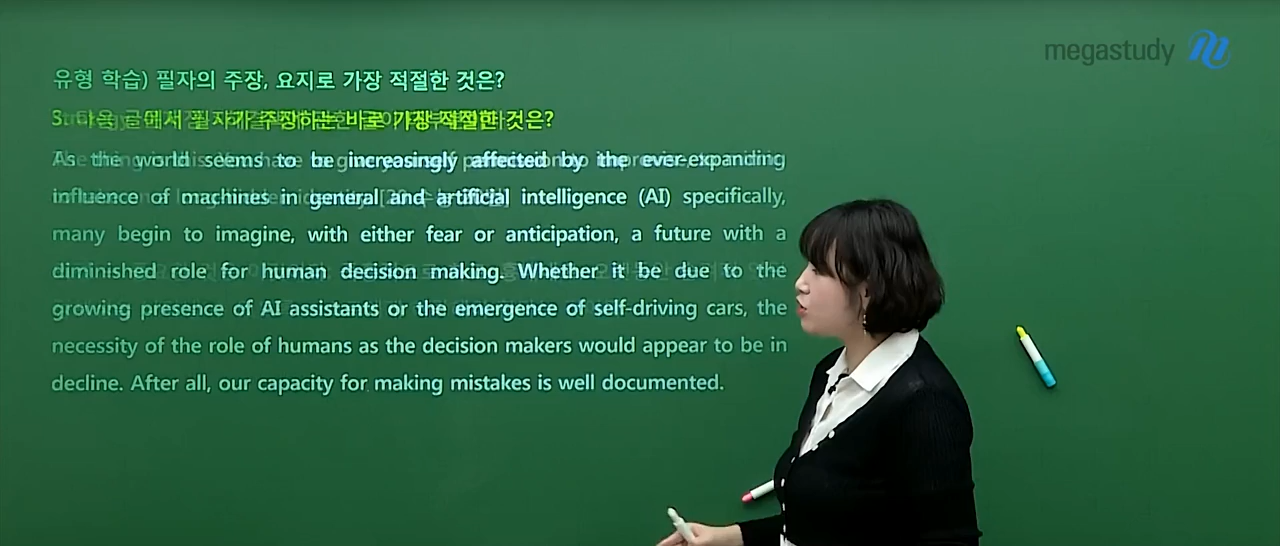 megastudy
유형 학습) 필자의 주장, 요지로 가장 적절한 것은?
3. 다음 글에서 필자가 주장하는 바로 가장 적절한 것은?
As the world seems to be increasingly affected by the ever-expanding
influence of machines in general and artificial intelligence (AI) specifically,
many begin to imagine, with either fear or anticipation, a future with a
diminished role for human decision making. Whether it be due to the
growing presence of AI assistants or the emergence of self-driving cars, the
necessity of the role of humans as the decision makers would appear to be in
decline. After all, our capacity for making mistakes is well documented.